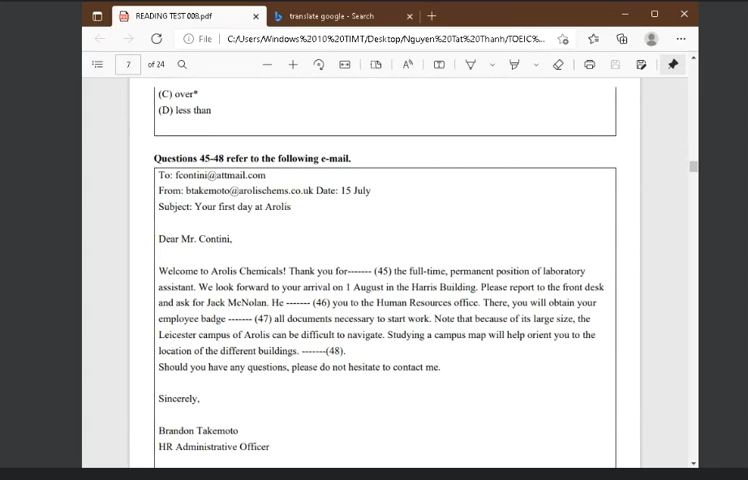 READING TEST 008.pdf
translate google - Search
File
C:/Users/Windows%2010%20TIMT/Desktop/Nguyen%20Tat%20Thanh/TOEIC%...
7 of 24
(C) over*
(D) less than
Questions 45-48 refer to the following e-mail.
To: fcontini@attmail.com
From: btakemoto@arolischems.co.uk Date: 15 July
Subject: Your first day at Arolis
Dear Mr. Contini,
Welcome to Arolis Chemicals! Thank you for------- (45) the full-time, permanent position of laboratory
assistant. We look forward to your arrival on 1 August in the Harris Building. Please report to the front desk
and ask for Jack McNolan. He ------- (46) you to the Human Resources office. There, you will obtain your
employee badge ------- (47) all documents necessary to start work. Note that because of its large size, the
Leicester campus of Arolis can be difficult to navigate. Studying a campus map will help orient you to the
location of the different buildings. -------(48).
Should you have any questions, please do not hesitate to contact me.
Sincerely,
Brandon Takemoto
HR Administrative Officer